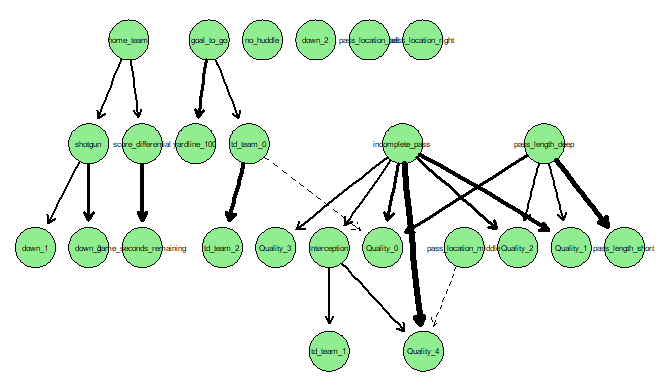 home_team
goal_to_go
no_huddle
down_2
pass_location_left
pass_location_right
shotgun
score_differential
yardline_100
td_team_0
incomplete_pass
pass_length_deep
down_1
game_seconds_remaining
td_team_2
Quality_3
interception
Quality_0
pass_location_middle
Quality_2
Quality_1
pass_length_short
td_team_1
Quality_4